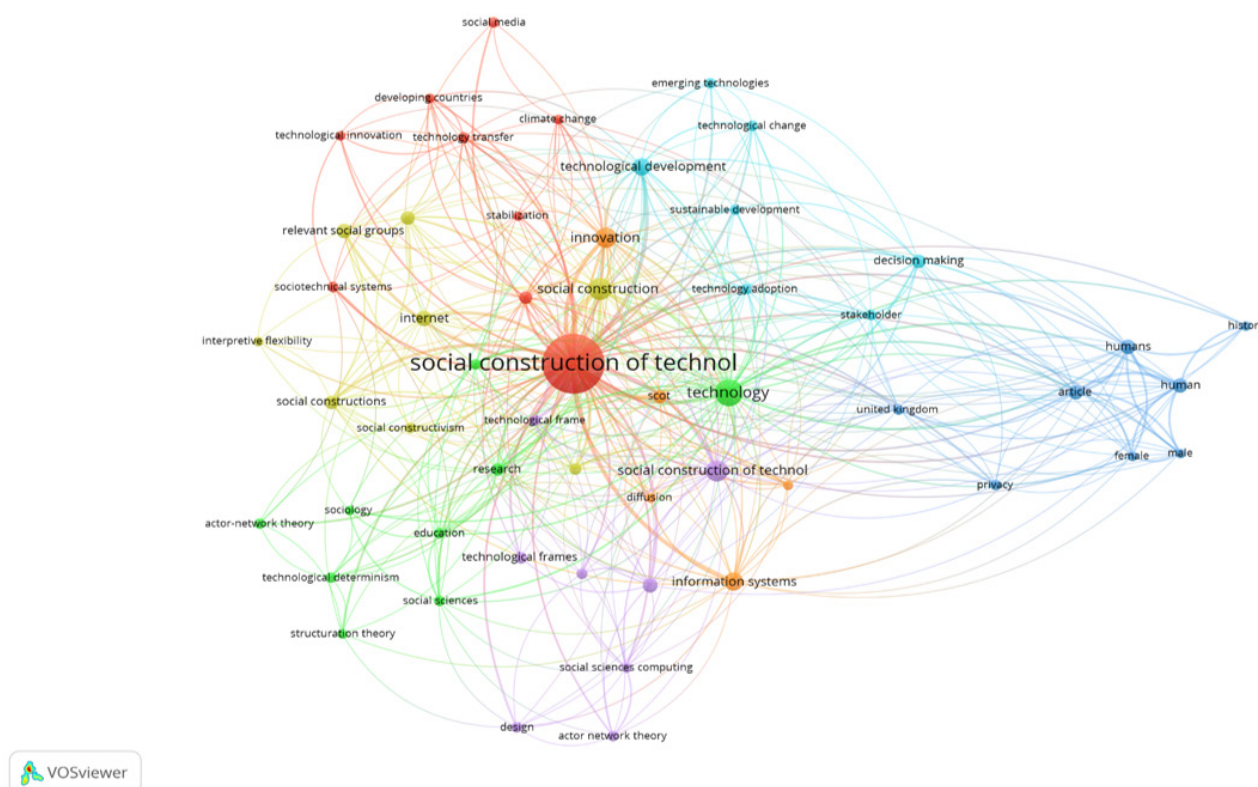 social media
emerging technologies
developing countries
climate change
technological change
technological innovation
technology transfer
technological development
sustainable development
stabilization
relevant social groups
innovation
decision making
sociotechnical systems
social construction
technology adoption
stakeholder
internet
histor
interpretive flexibility
humans
social construction of technol
human
technology
article
scot
social constructions
united kingdom
technological frame
social constructivism
female
male
research
social construction of technol
privacy
diffusion
sociology
actor-network theory
education
technological frames
technological determinism
information systems
social sciences
structuration theory
social sciences computing
design
actor network theory
VOSviewer